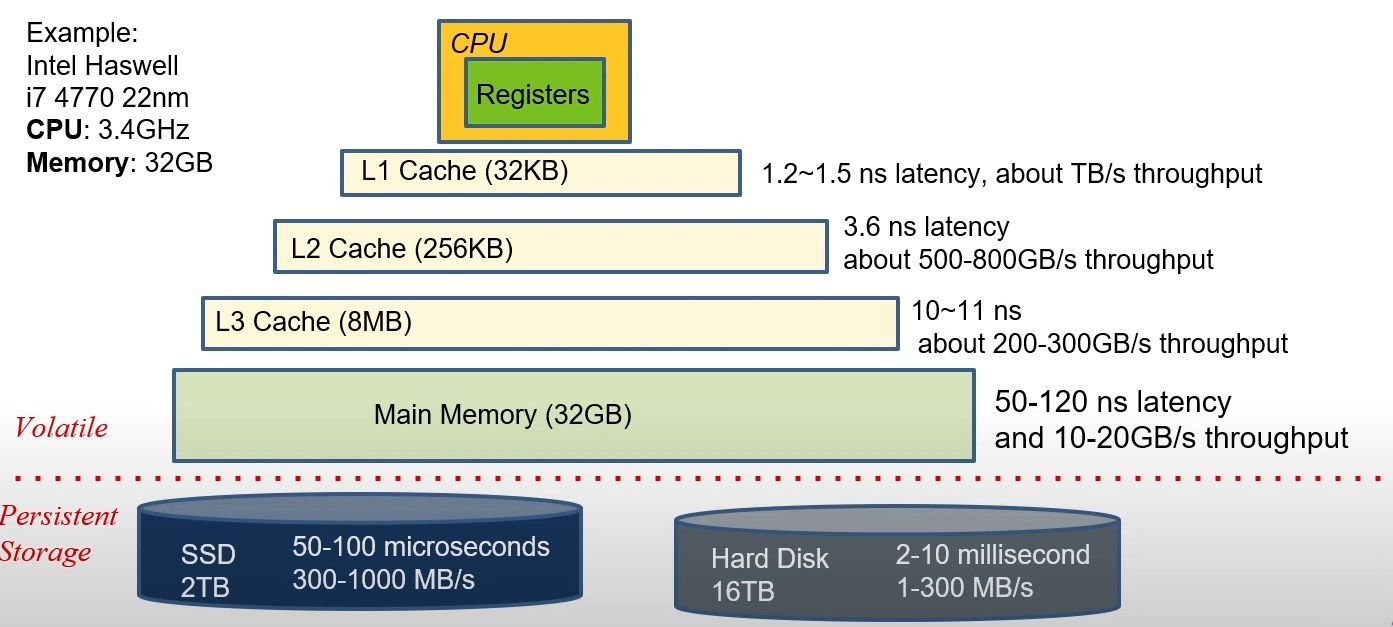 Example:
Intel Haswell
i7 4770 22nm
CPU: 3.4GHz
Memory: 32GB
CPU
Registers
L1 Cache (32KB)
1.2~1.5 ns latency, about TB/s throughput
L2 Cache (256KB)
3.6 ns latency
about 500-800GB/s throughput
L3 Cache (8MB)
10~11 ns
about 200-300GB/s throughput
Main Memory (32GB)
50-120 ns latency
and 10-20GB/s throughput
Volatile
Persistent
Storage
SSD
2TB
50-100 microseconds
300-1000 MB/s
Hard Disk
16TB
2-10 millisecond
1-300 MB/s